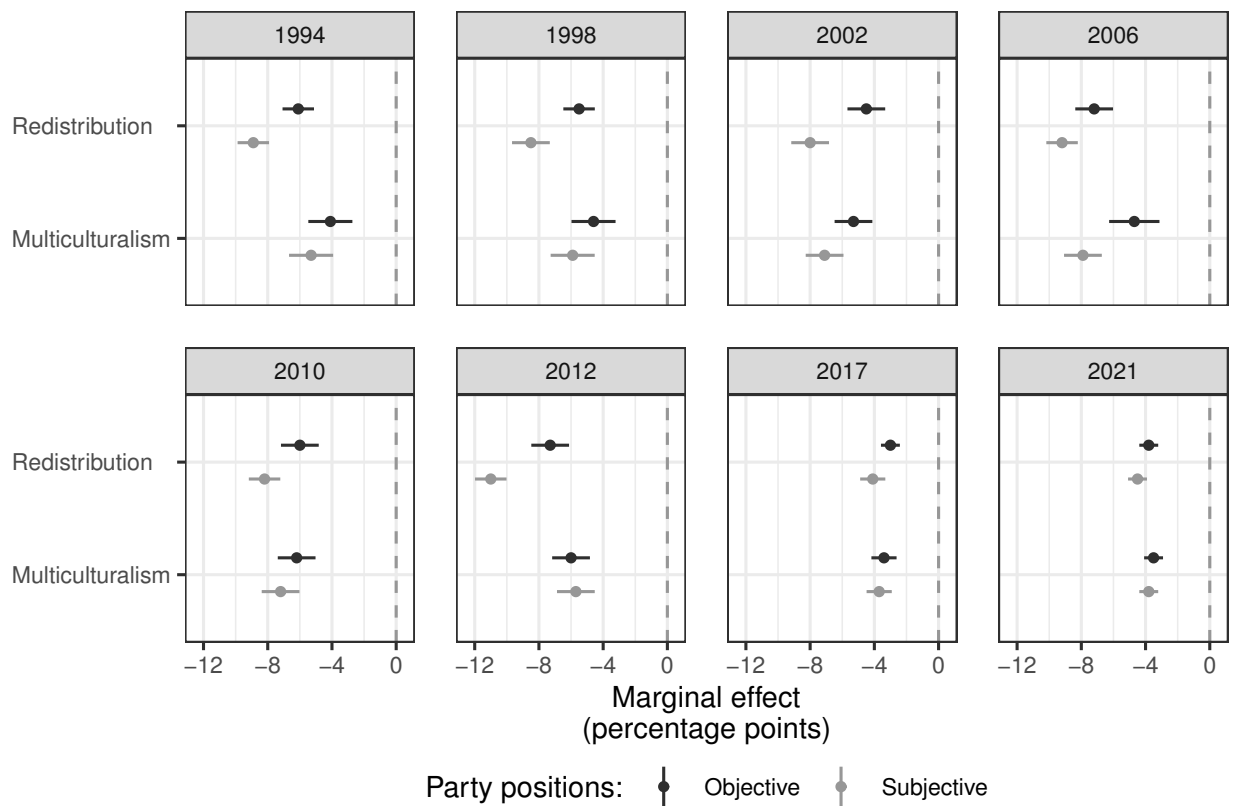 1994 1998 2002 2006
Redistribution
Multiculturalism
2010 2012 2017 2021
Redistribution
Multiculturalism
−12 −8 −4 0 −12 −8 −4 0 −12 −8 −4 0 −12 −8 −4 0
Marginal effect
(percentage points)
Party positions: Objective Subjective